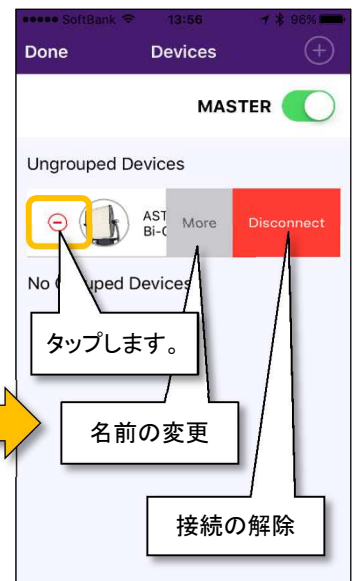 SoftBank 13:56 96%
Done Devices
MASTER
Ungrouped Devices
AST More Disconnect
Bi-
No uped Devices
タップします。
名前の変更
接続の解除